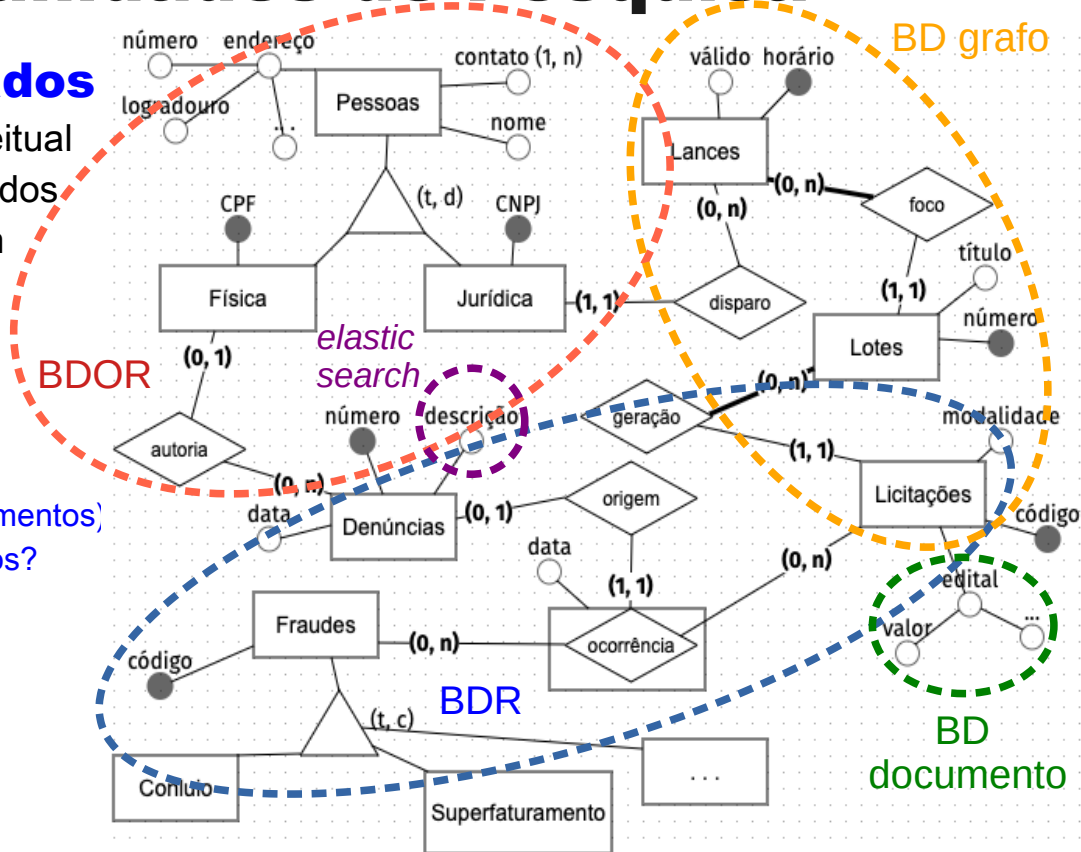 dos
número
endereço
contato (1, n)
válido
horário
BD grafo
logradouro
...
Pessoas
nome
Lances
(0, n)
foco
eitual
dos
CPF
(t, d)
CNPJ
(0, n)
título
Física
Jurídica
(1, 1)
disparo
(1, 1)
número
Lotes
elastic
search
(0, 1)
BDOR
(0, n)
número
descrição
geração
modalidade
autoria
(1, 1)
(0, n)
Licitações
origem
mentos)
os?
data
Denúncias
(0, 1)
código
data
(0, n)
(1, 1)
edital
Fraudes
(0, n)
ocorrência
valor
...
código
BDR
(t, c)
BD
documento
Conluio
Superfaturamento
...